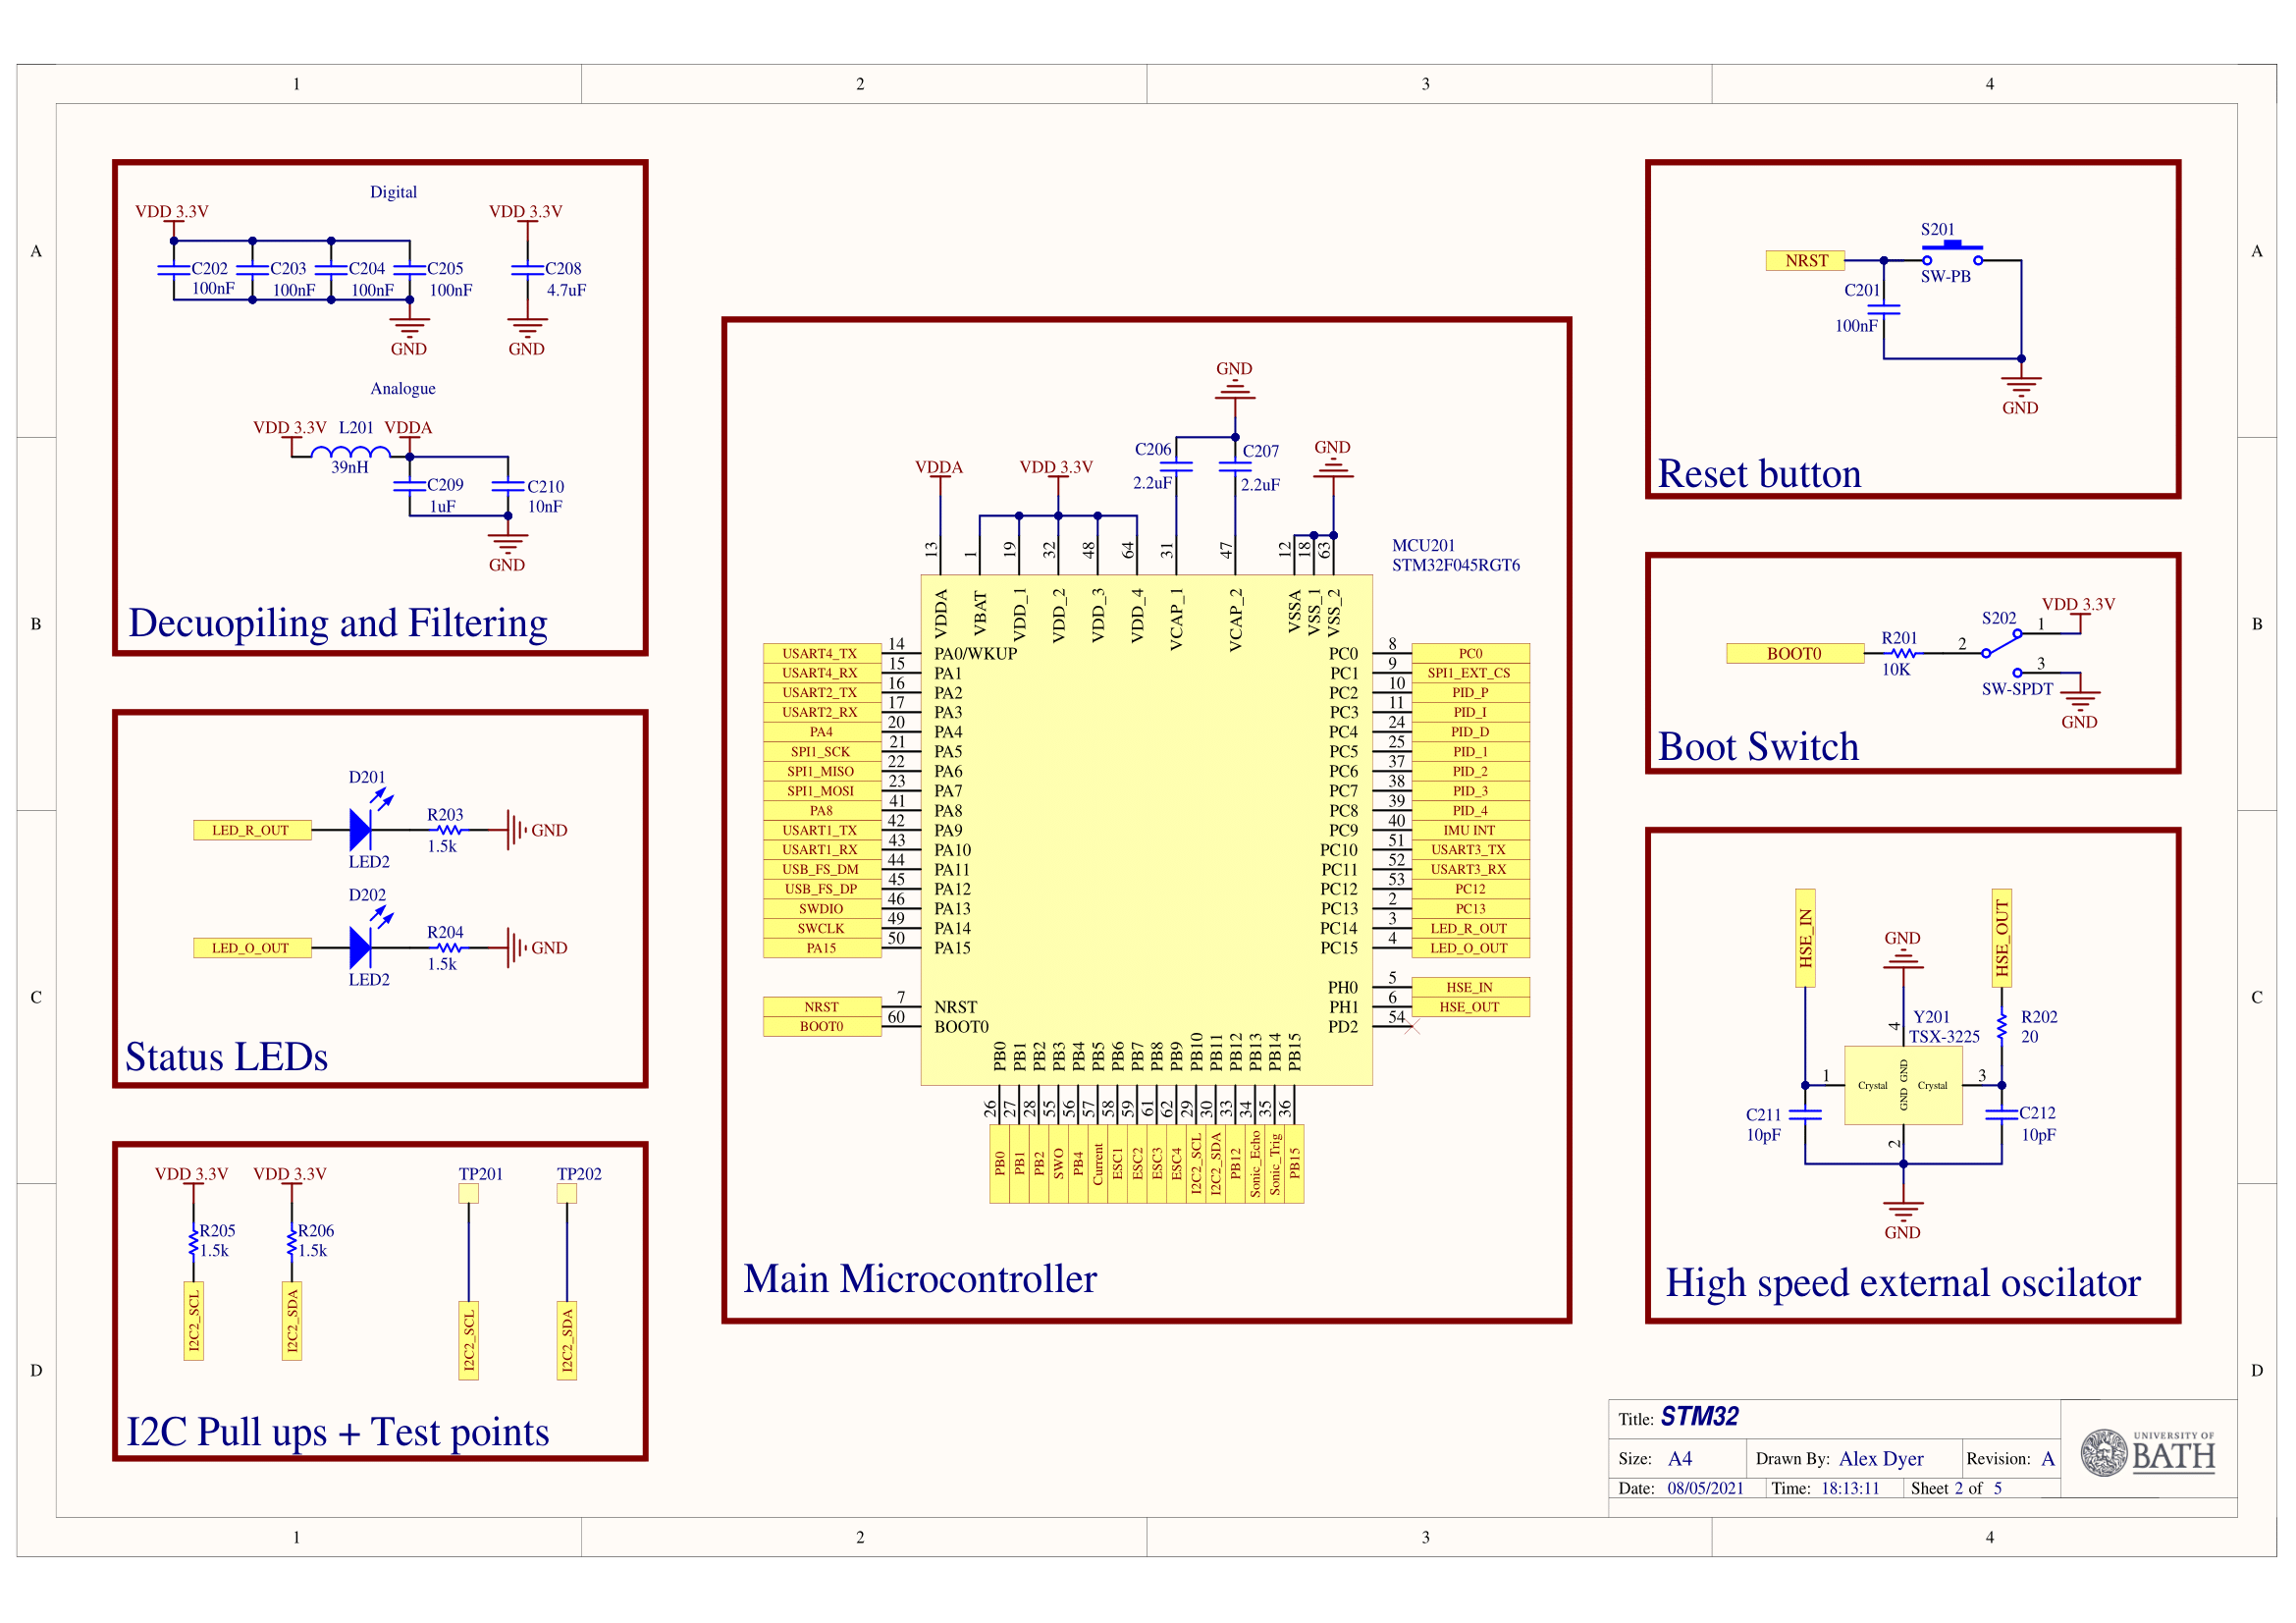 1
2
3
4
A
A
B
B
C
C
D
D
1
2
3
4
Digital
VDD 3.3V
VDD 3.3V
C202
100nF
C203
100nF
C204
100nF
C205
100nF
C208
4.7uF
GND
GND
Analogue
VDD 3.3V
L201
VDDA
39nH
C209
1uF
C210
10nF
GND
Decuopiling and Filtering
D201
LED_R_OUT
R203
1.5k
GND
LED2
D202
LED_O_OUT
R204
1.5k
GND
LED2
Status LEDs
VDD 3.3V
VDD 3.3V
TP201
TP202
R205
1.5k
R206
1.5k
I2C2_SCL
I2C2_SDA
I2C2_SCL
I2C2_SDA
I2C Pull ups + Test points
GND
C206
2.2uF
C207
2.2uF
GND
VDDA
VDD 3.3V
MCU201
STM32F045RGT6
13
1
19
32
48
64
31
47
12
18
63
VDDA
VBAT
VDD_1
VDD_2
VDD_3
VDD_4
VCAP_1
VCAP_2
VSSA
VSS_1
VSS_2
USART4_TX 14 PA0/WKUP
USART4_RX 15 PA1
USART2_TX 16 PA2
USART2_RX 17 PA3
PA4 20 PA4
SPI1_SCK 21 PA5
SPI1_MISO 22 PA6
SPI1_MOSI 23 PA7
PA8 41 PA8
USART1_TX 42 PA9
USART1_RX 43 PA10
USB_FS_DM 44 PA11
USB_FS_DP 45 PA12
SWDIO 46 PA13
SWCLK 49 PA14
PA15 50 PA15
NRST 7 NRST
BOOT0 60 BOOT0
PC0 8 PC0
PC1 9 SPI1_EXT_CS
PC2 10 PID_P
PC3 11 PID_I
PC4 24 PID_D
PC5 25 PID_1
PC6 37 PID_2
PC7 38 PID_3
PC8 39 PID_4
PC9 40 IMU INT
PC10 51 USART3_TX
PC11 52 USART3_RX
PC12 53 PC12
PC13 2 PC13
PC14 3 LED_R_OUT
PC15 4 LED_O_OUT
PH0 5 HSE_IN
PH1 6 HSE_OUT
PD2 54
PB0 26 PB0
PB1 27 PB1
PB2 28 PB2
PB3 55 SWO
PB4 56 PB4
PB5 57 Current
PB6 58 ESC1
PB7 59 ESC2
PB8 61 ESC3
PB9 62 ESC4
PB10 29 I2C2_SCL
PB11 30 I2C2_SDA
PB12 33 PB12
PB13 34 Sonic_Echo
PB14 35 Sonic_Trig
PB15 36 PB15
Main Microcontroller
S201
NRST
SW-PB
C201
100nF
GND
Reset button
VDD 3.3V
S202
1
BOOT0
R201
10K
2
3
SW-SPDT
GND
Boot Switch
HSE_IN
HSE_OUT
GND
Y201
TSX-3225
R202
20
4
1
Crystal
GND GND
Crystal
3
2
C211
10pF
C212
10pF
GND
High speed external oscilator
Title: STM32
Size: A4
Drawn By: Alex Dyer
Revision: A
Date: 08/05/2021
Time: 18:13:11
Sheet 2 of 5
UNIVERSITY OF
BATH